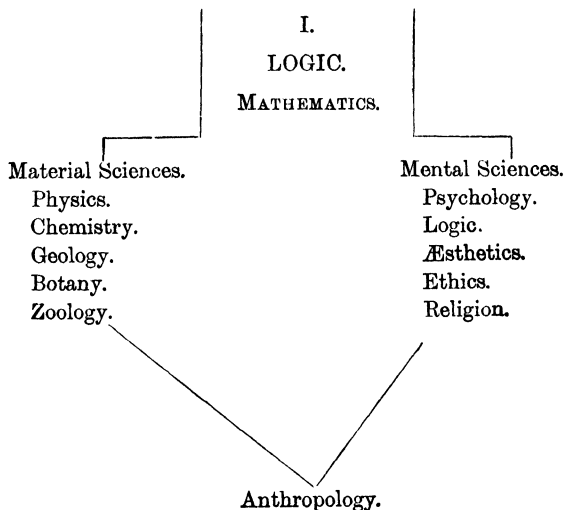 I.
LOGIC.
MATHEMATICS.
Material Sciences.
Physics.
Chemistry.
Geology.
Botany.
Zoology.
Mental Sciences.
Psychology.
Logic.
Æsthetics.
Ethics.
Religion.
Anthropology.